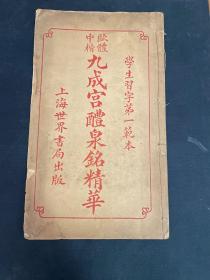 學生習字第一範本
歐體
中楷
九成宮醴泉銘精華
上海世界書局出版